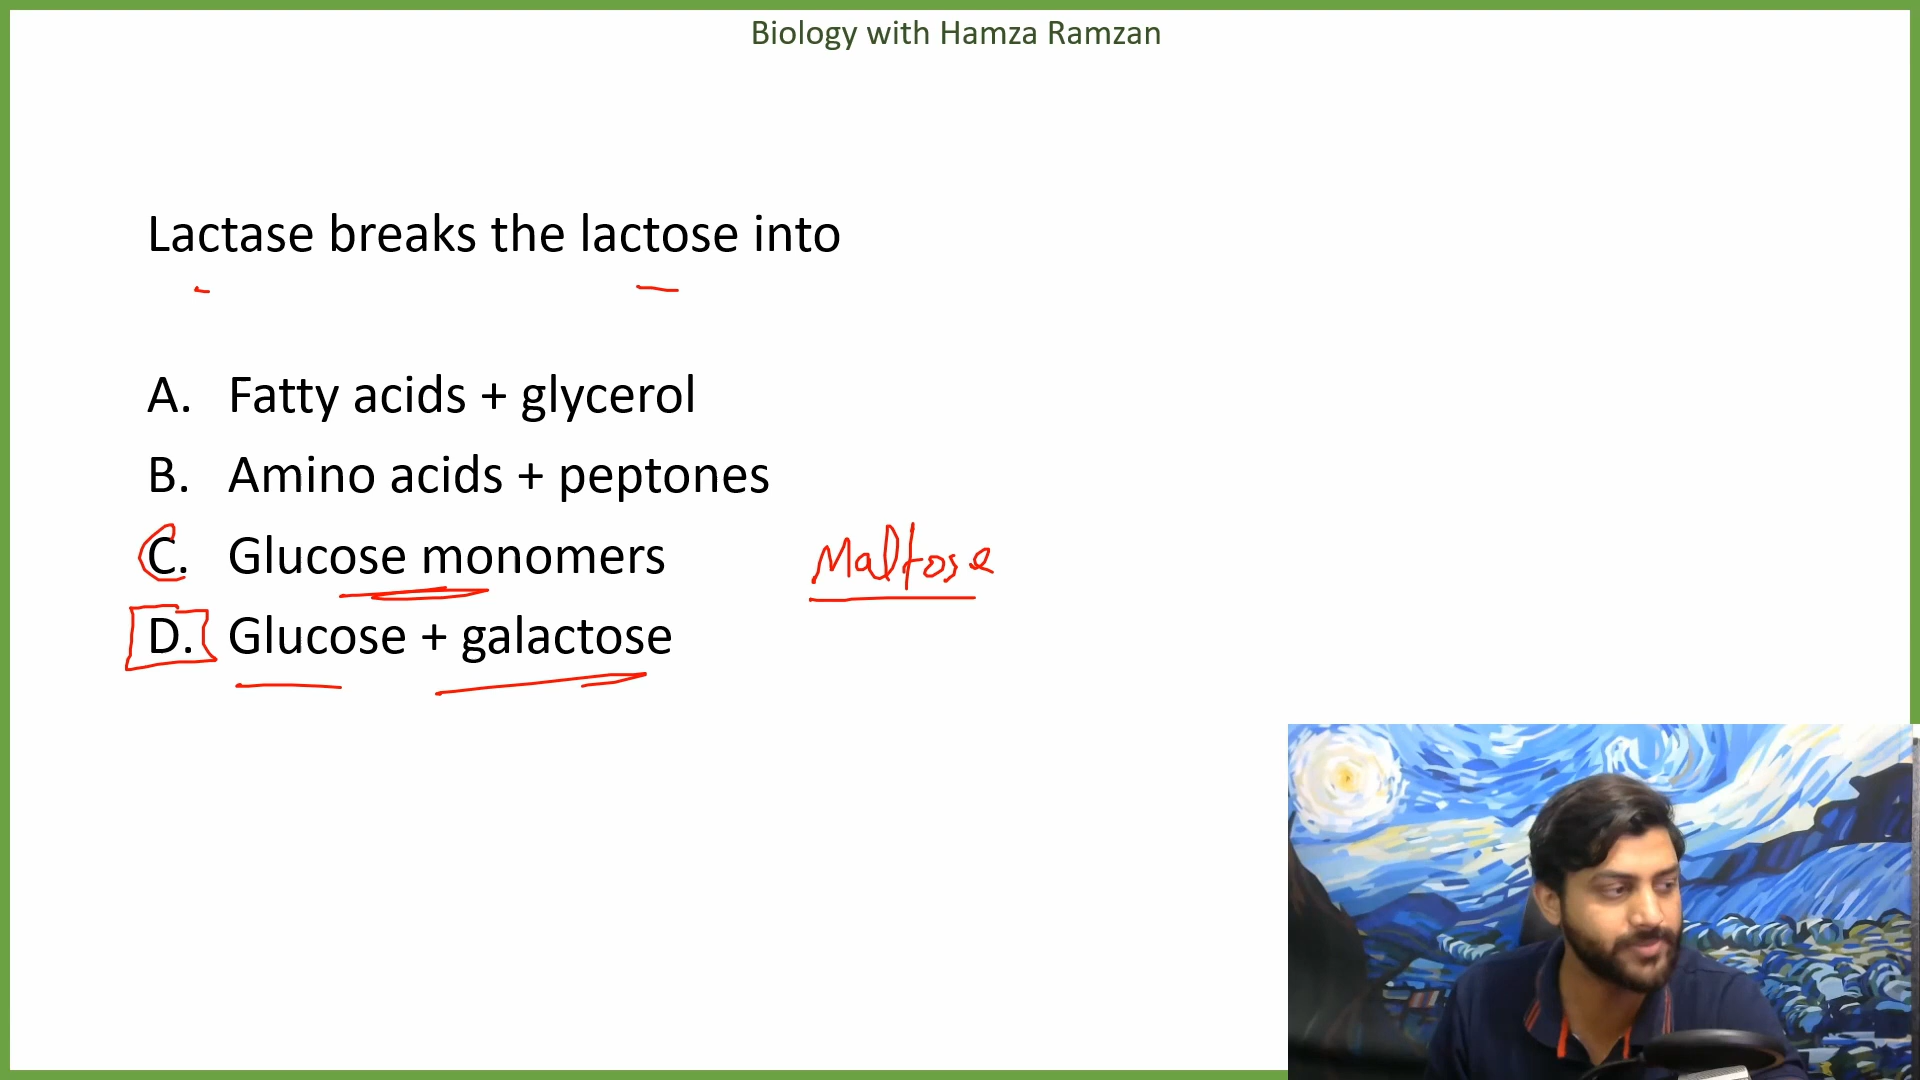 Biology with Hamza Ramzan
Lactase breaks the lactose into
A. Fatty acids + glycerol
B. Amino acids + peptones
C. Glucose monomers
Maltose
D. Glucose + galactose